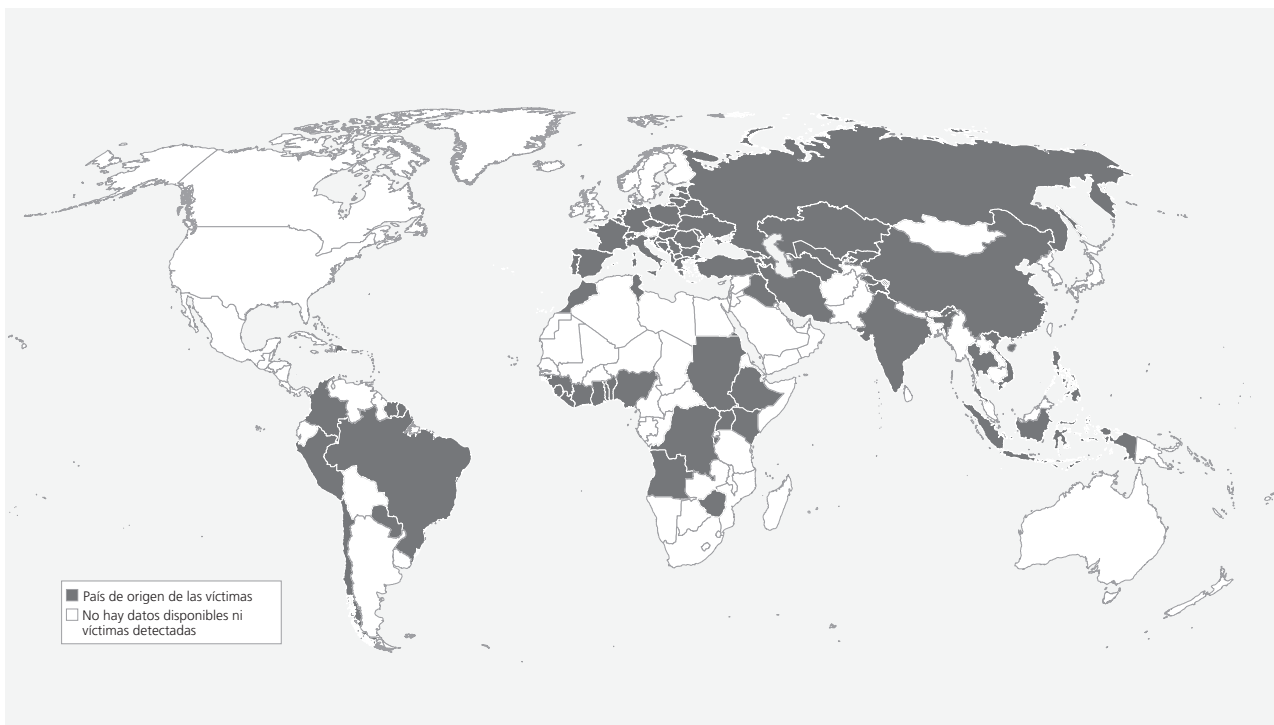 País de origen de las víctimas
No hay datos disponibles ni
víctimas detectadas